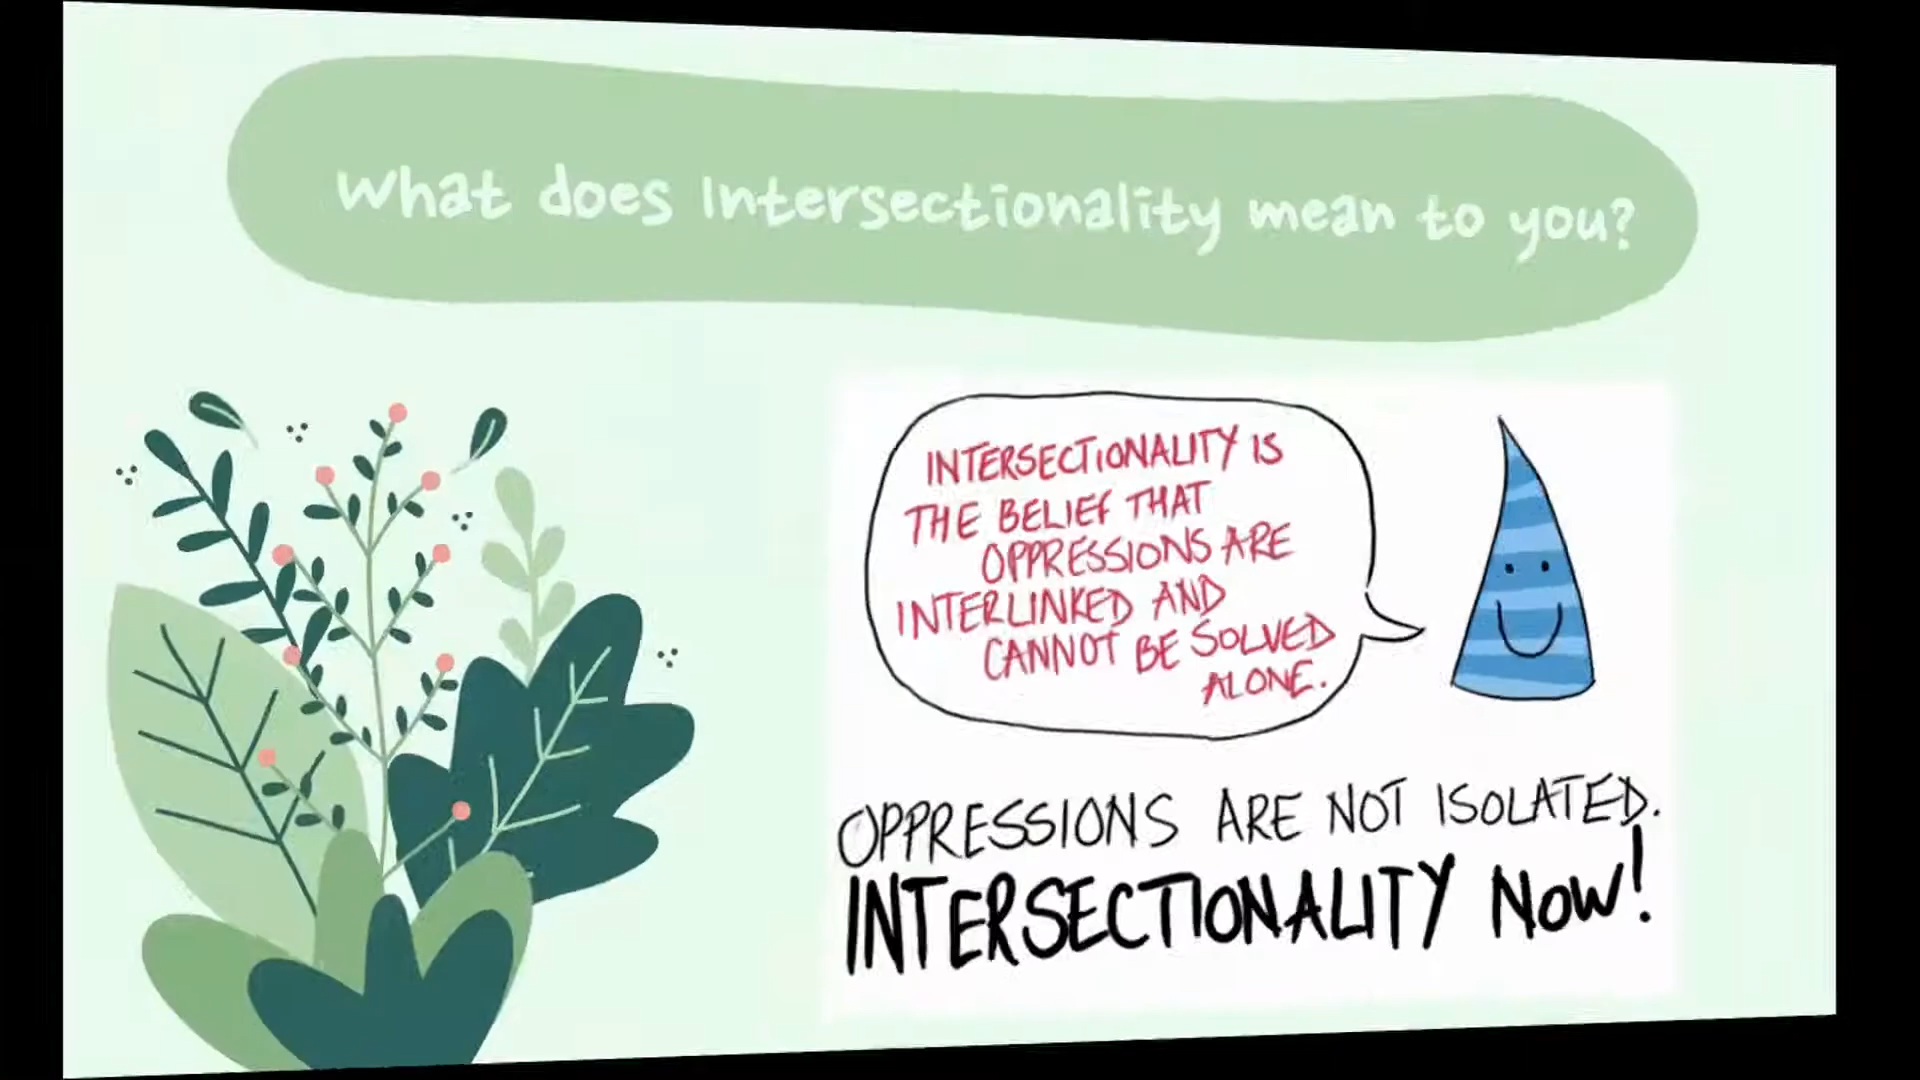 What does Intersectionality mean to you?
INTERSECTIONALITY IS
THE BELIEF THAT
OPPRESSIONS ARE
INTERLINKED AND
CANNOT BE SOLVED
ALONE.
OPPRESSIONS ARE NOT ISOLATED.
INTERSECTIONALITY NOW!